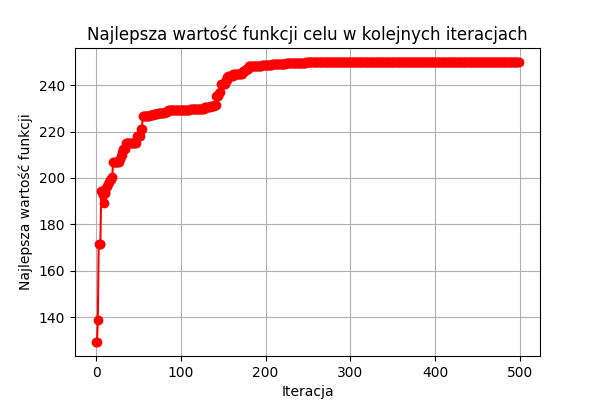 Najlepsza wartość funkcji celu w kolejnych iteracjach
Najlepsza wartość funkcji
240
220
200
180
160
140
0 100 200 300 400 500
Iteracja